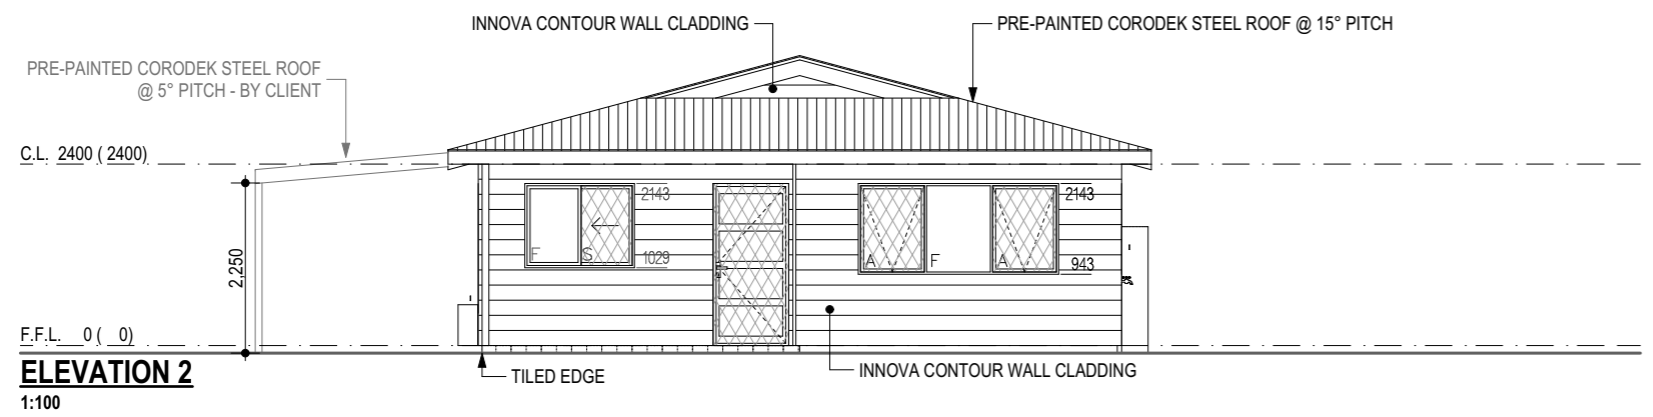 INNOVA CONTOUR WALL CLADDING
PRE-PAINTED CORODEK STEEL ROOF @ 15° PITCH
PRE-PAINTED CORODEK STEEL ROOF
@ 5° PITCH - BY CLIENT
C.L. 2400 ( 2400)
2143
2143
F
S
1029
A
F
A
943
2,250
F.F.L. 0 ( 0)
ELEVATION 2
1:100
TILED EDGE
INNOVA CONTOUR WALL CLADDING